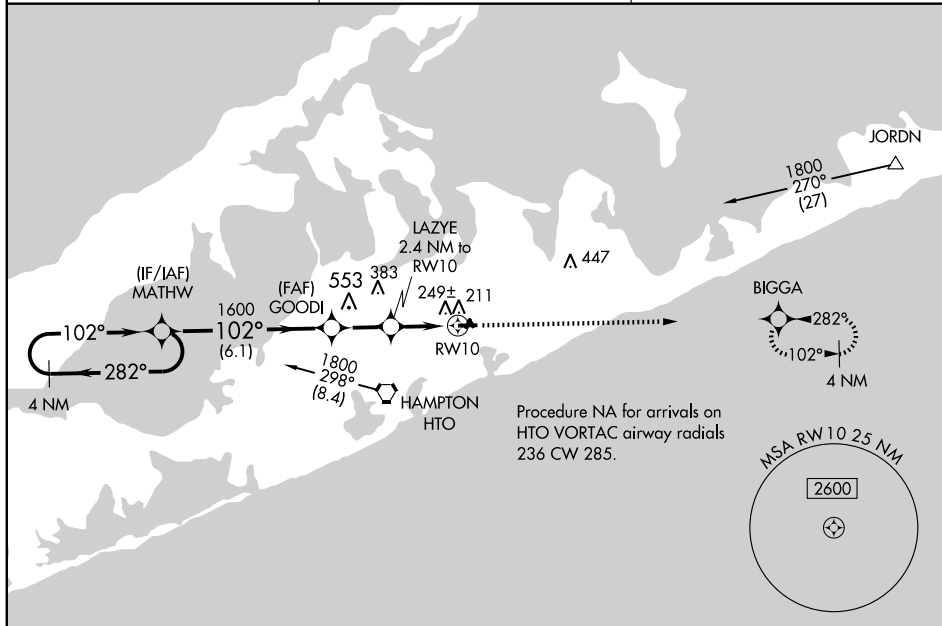 JORDN
1800
270°
(27)
LAZYE
2.4 NM to
RW10
447
(IF/IAF)
MATHW
(FAF)
GOODI
553
383
249±
211
BIGGA
102°
1600
102°
(6.1)
RW10
282°
282°
102°
4 NM
4 NM
1800
298°
(8.4)
HAMPTON
HTO
Procedure NA for arrivals on
HTO VORTAC airway radials
236 CW 285.
MSA RW10 25 NM
2600